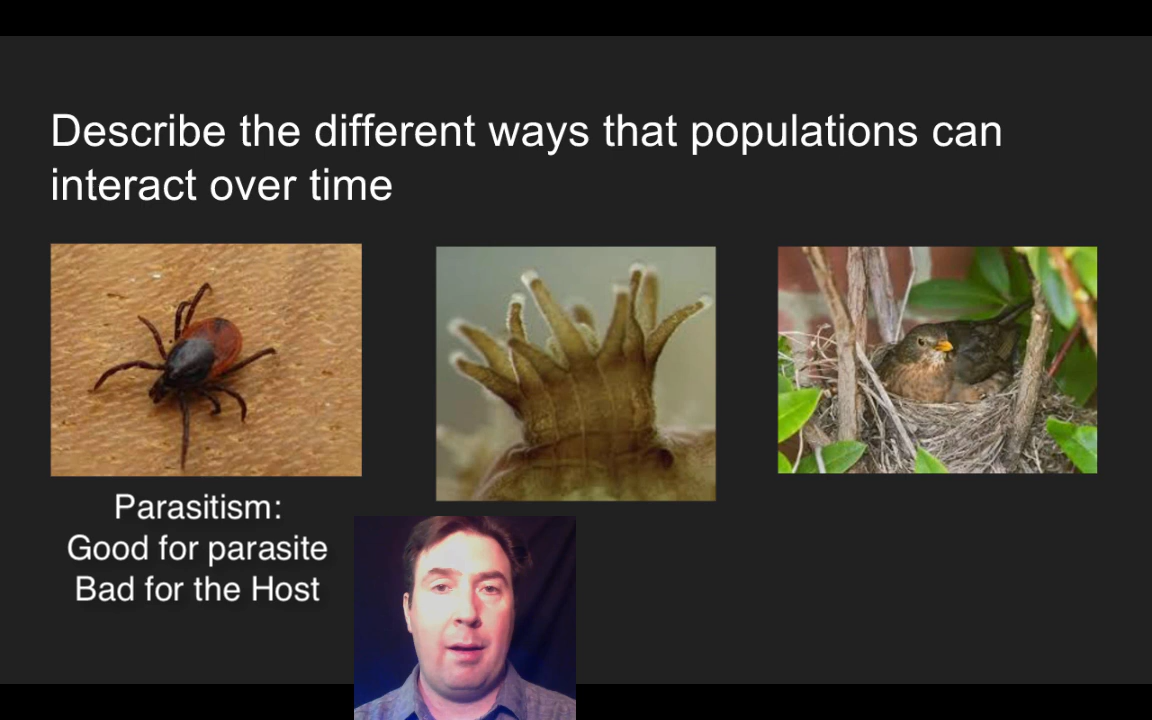 Describe the different ways that populations can
interact over time
Parasitism:
Good for parasite
Bad for the Host